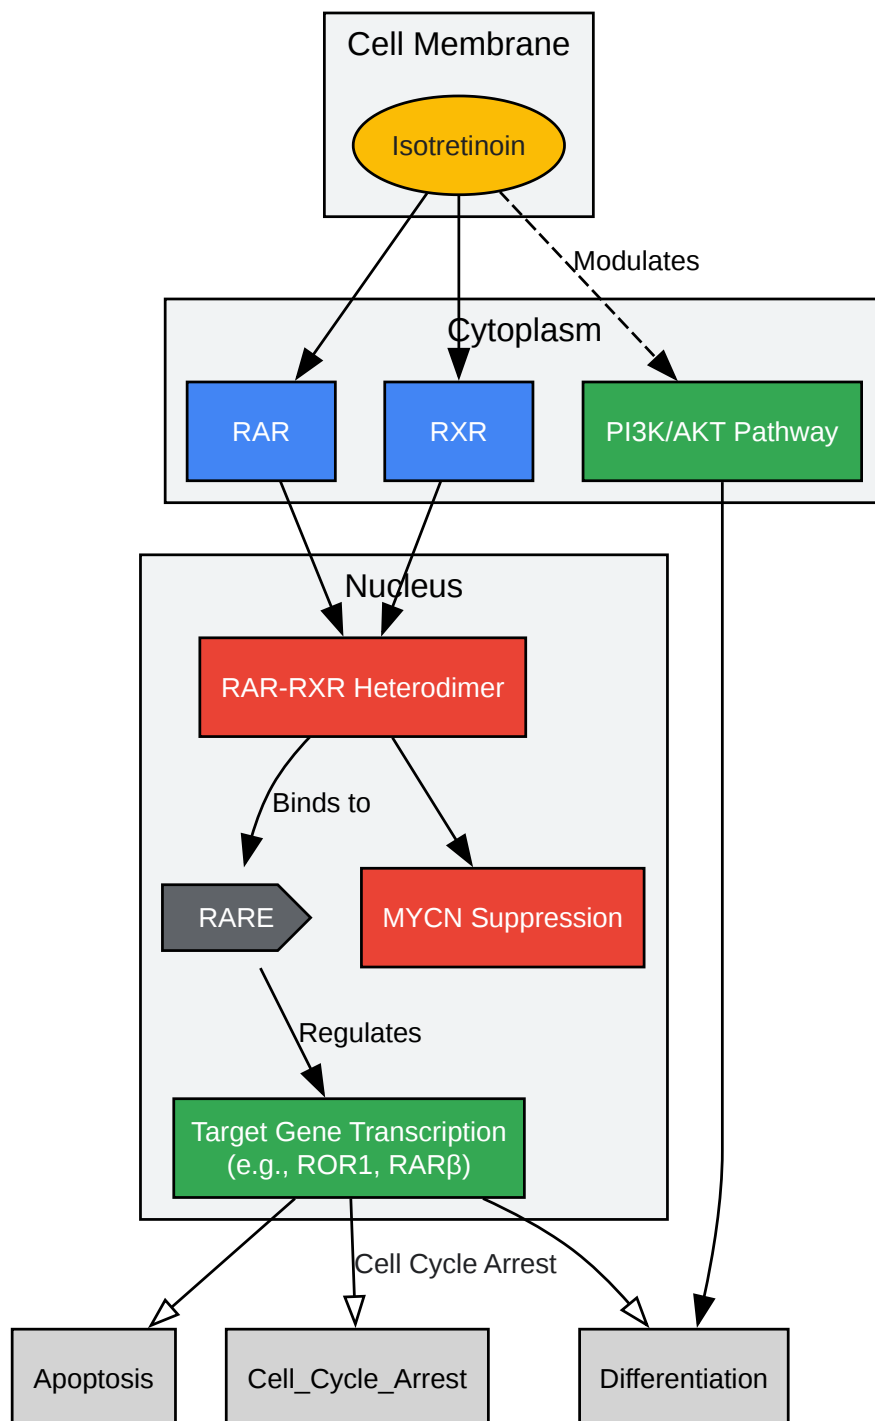 Cell Membrane
Isotretinoin
Modulates
Cytoplasm
RAR
RXR
PI3K/AKT Pathway
Nucleus
RAR-RXR Heterodimer
Binds to
RARE
MYCN Suppression
Regulates
Target Gene Transcription
(e.g., ROR1, RARβ)
Cell Cycle Arrest
Apoptosis
Cell_Cycle_Arrest
Differentiation